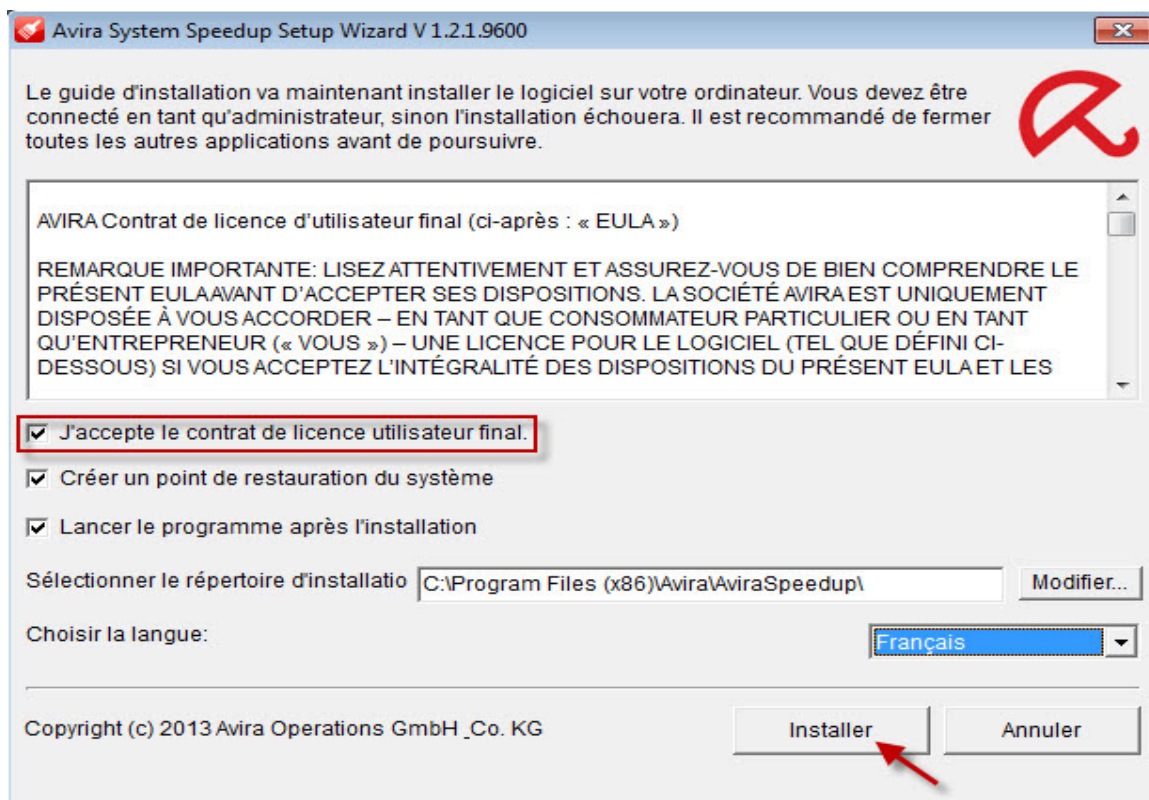 Avira System Speedup Setup Wizard V 1.2.1.9600
Le guide d'installation va maintenant installer le logiciel sur votre ordinateur. Vous devez être
connecté en tant qu'administrateur, sinon l'installation échouera. Il est recommandé de fermer
toutes les autres applications avant de poursuivre.
AVIRA Contrat de licence d'utilisateur final (ci-après : « EULA »)
REMARQUE IMPORTANTE: LISEZ ATTENTIVEMENT ET ASSUREZ-VOUS DE BIEN COMPRENDRE LE
PRÉSENT EULA AVANT D'ACCEPTER SES DISPOSITIONS. LA SOCIÉTÉ AVIRA EST UNIQUEMENT
DISPOSÉE À VOUS ACCORDER – EN TANT QUE CONSOMMATEUR PARTICULIER OU EN TANT
QU'ENTREPRENEUR (« VOUS ») – UNE LICENCE POUR LE LOGICIEL (TEL QUE DÉFINI CI-
DESSOUS) SI VOUS ACCEPTEZ L'INTÉGRALITÉ DES DISPOSITIONS DU PRÉSENT EULA ET LES
J'accepte le contrat de licence utilisateur final.
Créer un point de restauration du système
Lancer le programme après l'installation
Sélectionner le répertoire d'installatio C:\Program Files (x86)\Avira\AviraSpeedup\ Modifier...
Choisir la langue: Français
Copyright (c) 2013 Avira Operations GmbH _Co. KG Installer Annuler